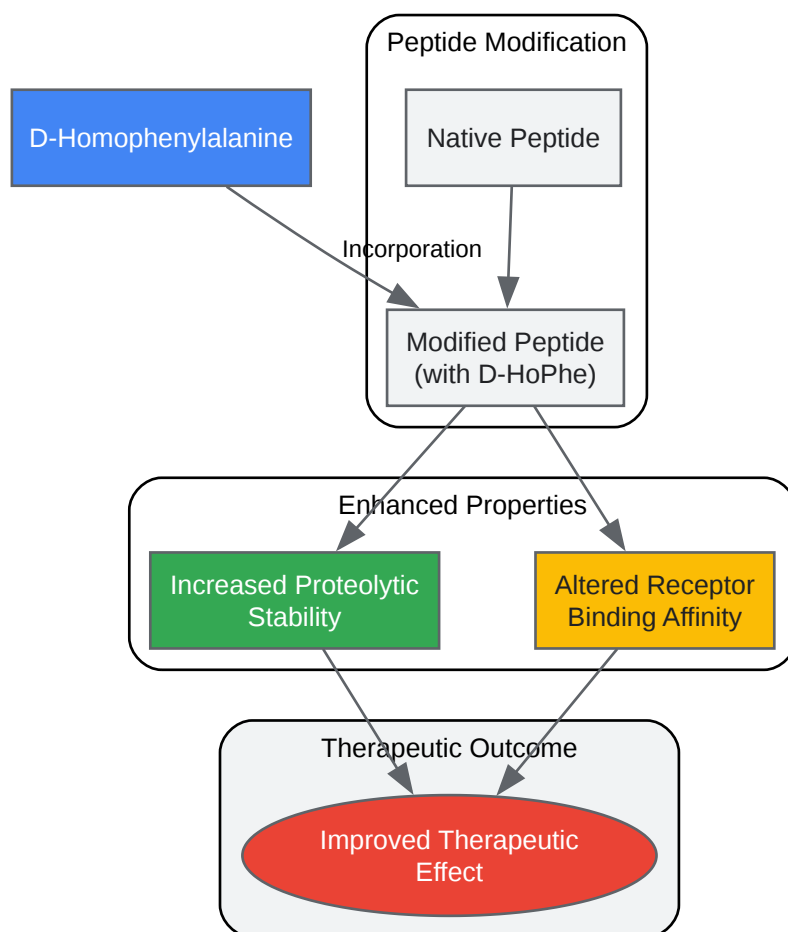 Peptide Modification
D-Homophenylalanine
Native Peptide
Incorporation
Modified Peptide
(with D-HoPhe)
Enhanced Properties
Increased Proteolytic
Stability
Altered Receptor
Binding Affinity
Therapeutic Outcome
Improved Therapeutic
Effect